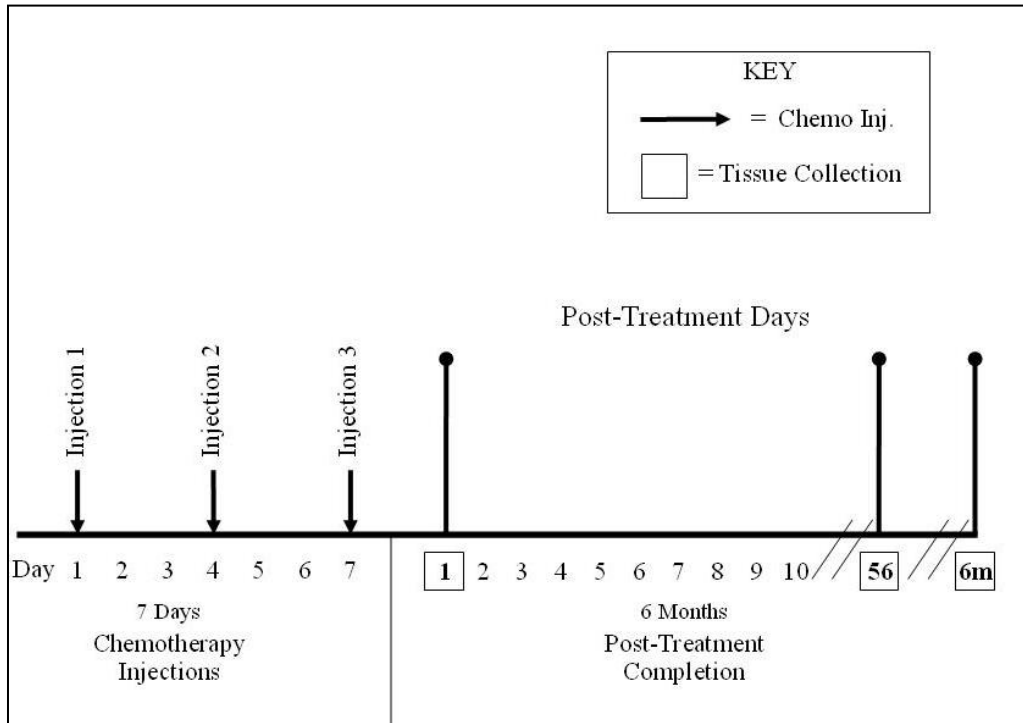 KEY
= Chemo Inj.
= Tissue Collection
Post-Treatment Days
Injection 1
Injection 2
Injection 3
Day 1 2 3 4 5 6 7 1 2 3 4 5 6 7 8 9 10 56 6m
7 Days
Chemotherapy
Injections
6 Months
Post-Treatment
Completion